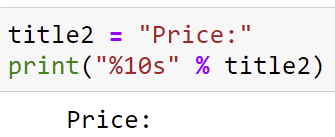 title2 = "Price:"
print("%10s" % title2)
    Price: